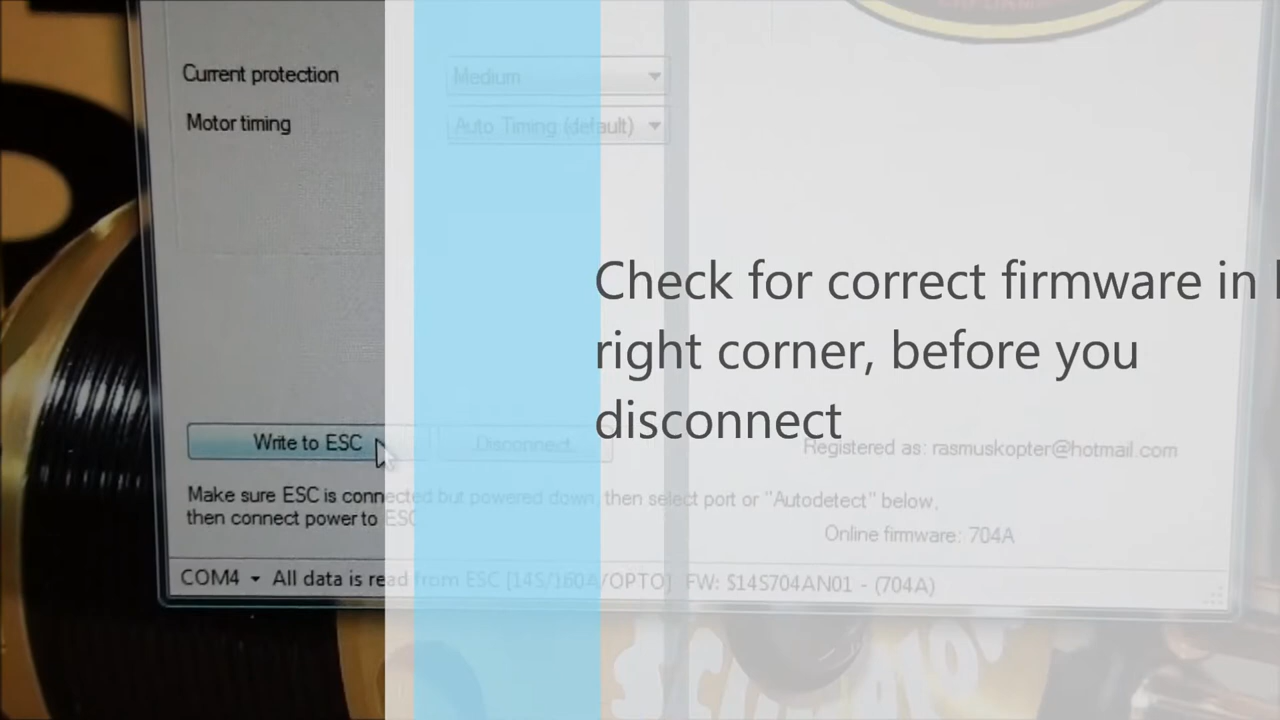 Current protection
Medium
Motor timing
Auto Timing (default)
Check for correct firmware in
right corner, before you
disconnect
Write to ESC
Disconnect
Registered as: rasmuskopter@hotmail.com
Make sure ESC is connected but powered down, then select port or "Autodetect" below,
then connect power to ESC
Online firmware: 704A
COM4 All data is read from ESC [14S/160A/OPTO] FW: S14S704AN01 - (704A)